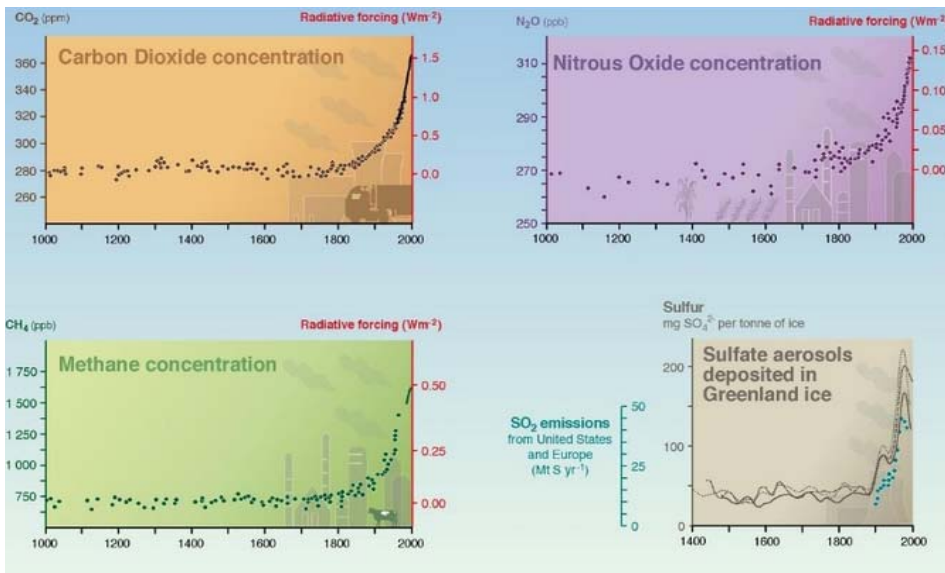 CO₂ (ppm)
Radiative forcing (Wm⁻²)
Carbon Dioxide concentration
360
340
320
300
280
260
1.5
1.0
0.5
0.0
1000 1200 1400 1600 1800 2000
N₂O (ppb)
Radiative forcing (Wm⁻²)
Nitrous Oxide concentration
310
290
270
250
0.15
0.10
0.05
0.00
1000 1200 1400 1600 1800 2000
CH₄ (ppb)
Radiative forcing (Wm⁻²)
Methane concentration
1 750
1 500
1 250
1 000
750
0.50
0.25
0.00
1000 1200 1400 1600 1800 2000
Sulfur
mg SO₄²⁻ per tonne of ice
Sulfate aerosols
deposited in
Greenland ice
200
100
0
SO₂ emissions
from United States
and Europe
(Mt S yr⁻¹)
50
25
0
1400 1600 1800 2000